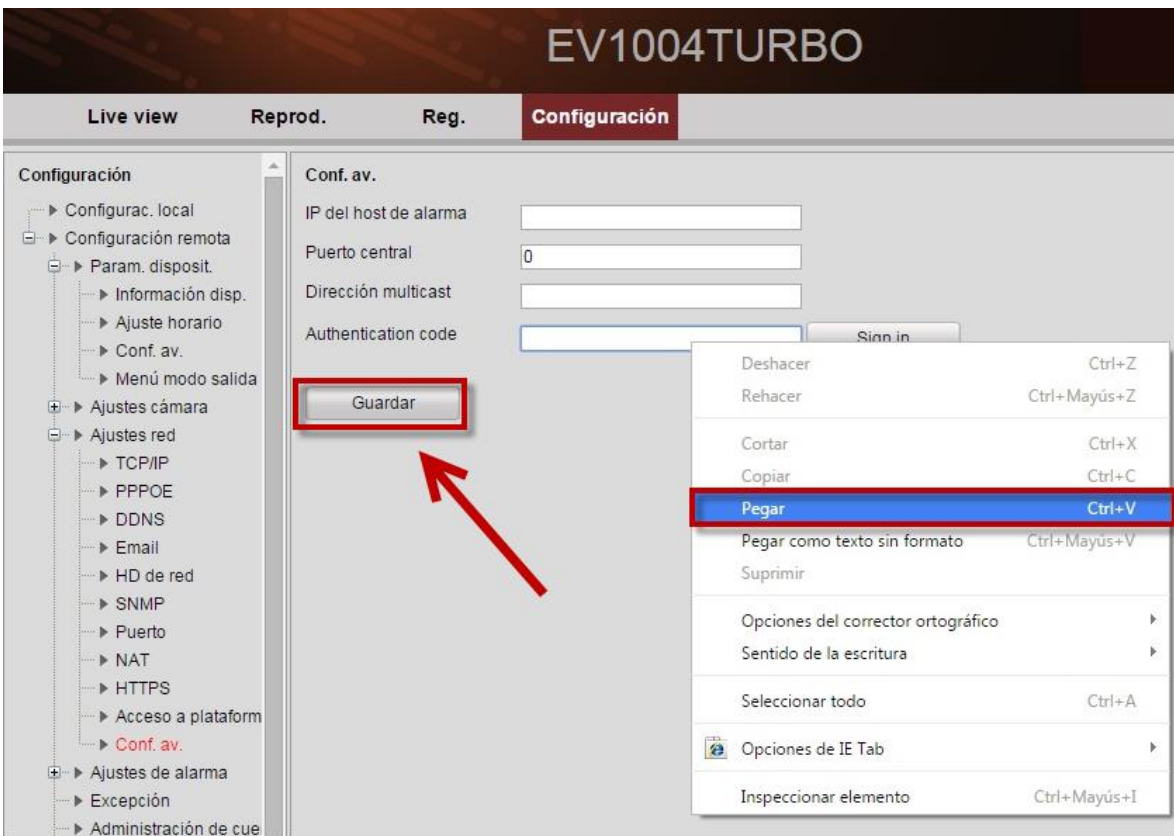 EV1004TURBO
Live view Reprod. Reg. Configuración
Configuración
Configurac. local
Configuración remota
Param. disposit.
Información disp.
Ajuste horario
Conf. av.
Menú modo salida
Ajustes cámara
Ajustes red
TCP/IP
PPPOE
DDNS
Email
HD de red
SNMP
Puerto
NAT
HTTPS
Acceso a plataform
Conf. av.
Ajustes de alarma
Excepción
Administración de cue
Conf. av.
IP del host de alarma
Puerto central 0
Dirección multicast
Authentication code Sign in
Guardar
Deshacer Ctrl+Z
Rehacer Ctrl+Mayús+Z
Cortar Ctrl+X
Copiar Ctrl+C
Pegar Ctrl+V
Pegar como texto sin formato Ctrl+Mayús+V
Suprimir
Opciones del corrector ortográfico
Sentido de la escritura
Seleccionar todo Ctrl+A
Opciones de IE Tab
Inspeccionar elemento Ctrl+Mayús+I